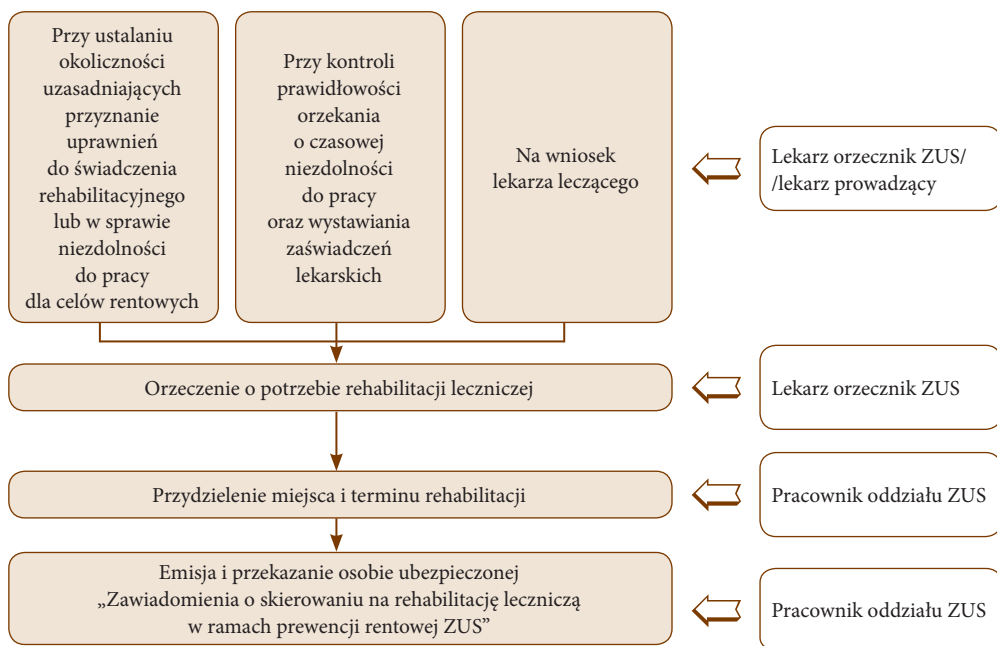 Przy ustalaniu
okoliczności
uzasadniających
przyznanie
uprawnień
do świadczenia
rehabilitacyjnego
lub w sprawie
niezdolności
do pracy
dla celów rentowych
Przy kontroli
prawidłowości
orzekania
o czasowej
niezdolności
do pracy
oraz wystawiania
zaświadczeń
lekarskich
Na wniosek
lekarza leczącego
Lekarz orzecznik ZUS/
/lekarz prowadzący
Orzeczenie o potrzebie rehabilitacji leczniczej
Lekarz orzecznik ZUS
Przydzielenie miejsca i terminu rehabilitacji
Pracownik oddziału ZUS
Emisja i przekazanie osobie ubezpieczonej
„Zawiadomienia o skierowaniu na rehabilitację leczniczą
w ramach prewencji rentowej ZUS”
Pracownik oddziału ZUS